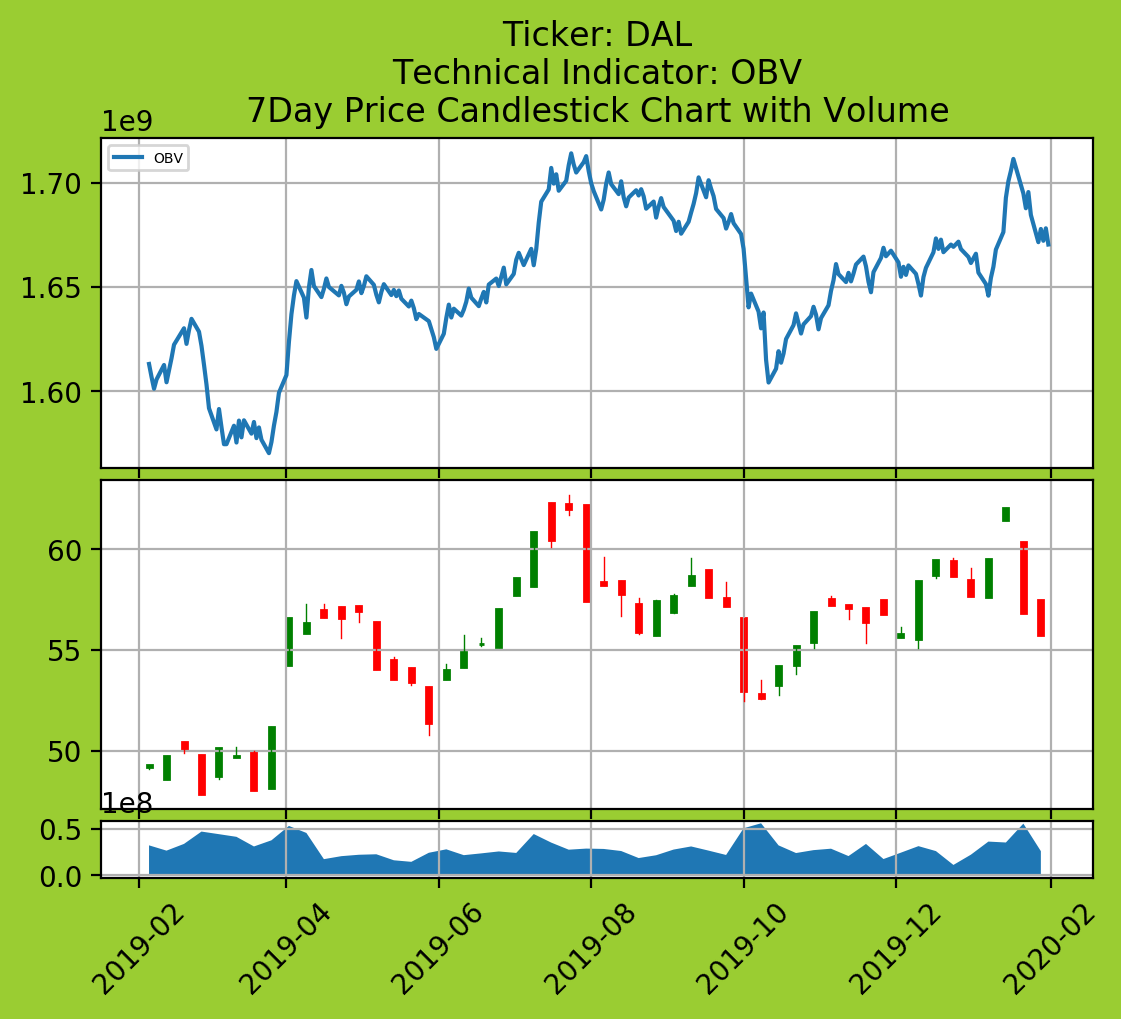 Ticker: DAL
Technical Indicator: OBV
7Day Price Candlestick Chart with Volume
1e9
OBV
1.70
1.65
1.60
60
55
50
1e8
0.5
0.0
2019-02
2019-04
2019-06
2019-08
2019-10
2019-12
2020-02